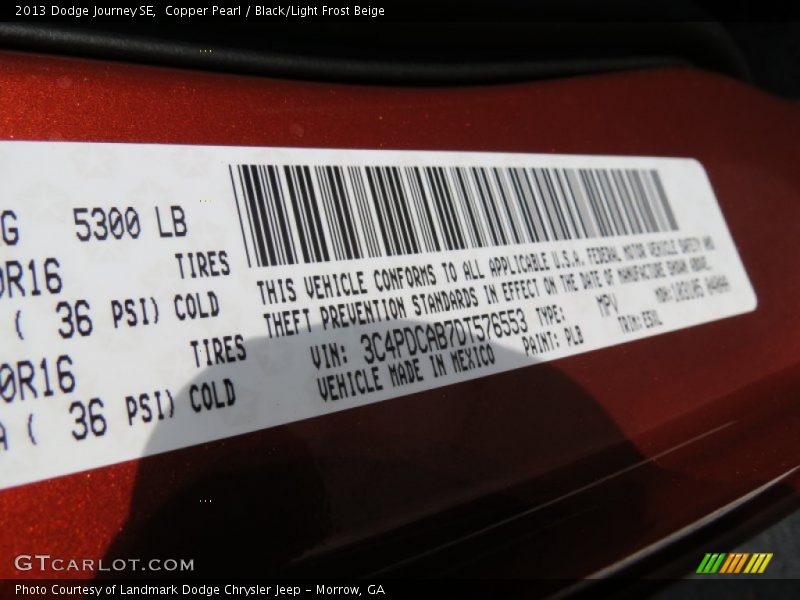 2013 Dodge Journey SE, Copper Pearl / Black/Light Frost Beige
G 5300 LB
0R16 TIRES
( 36 PSI) COLD
0R16 TIRES
A ( 36 PSI) COLD
THIS VEHICLE CONFORMS TO ALL APPLICABLE U.S.A. FEDERAL MOTOR VEHICLE SAFETY AND
THEFT PREVENTION STANDARDS IN EFFECT ON THE DATE OF MANUFACTURE SHOWN ABOVE.
VIN: 3C4PDCAB7DT576553 TYPE: MPV
VEHICLE MADE IN MEXICO PAINT: PLB TRIM:
GTCARLOT.COM
Photo Courtesy of Landmark Dodge Chrysler Jeep - Morrow, GA